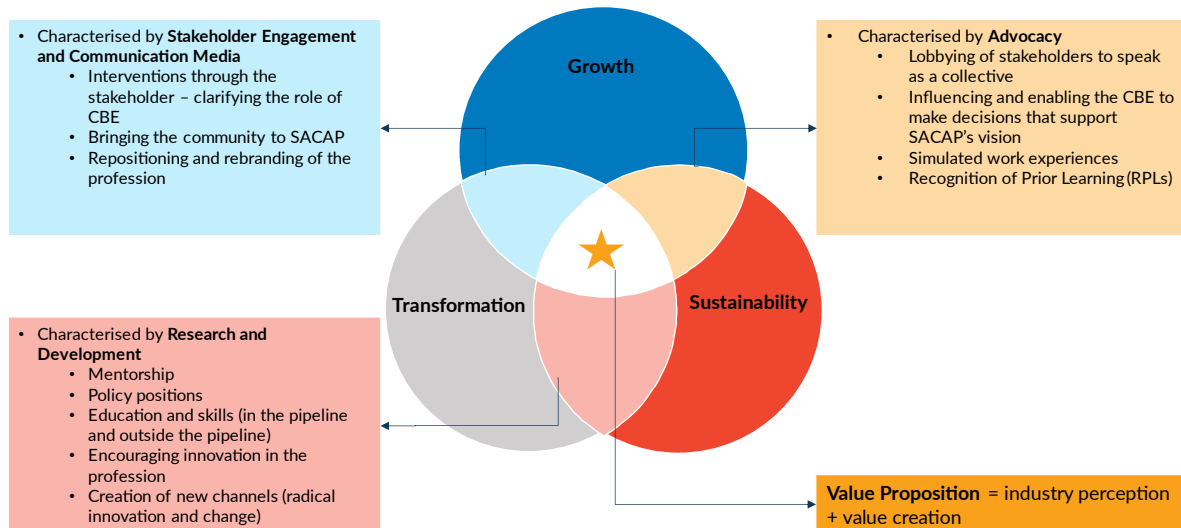 • Characterised by Stakeholder Engagement
and Communication Media
• Interventions through the
stakeholder – clarifying the role of
CBE
• Bringing the community to SACAP
• Repositioning and rebranding of the
profession
Growth
• Characterised by Advocacy
• Lobbying of stakeholders to speak
as a collective
• Influencing and enabling the CBE to
make decisions that support
SACAP’s vision
• Simulated work experiences
• Recognition of Prior Learning (RPLs)
Transformation
Sustainability
• Characterised by Research and
Development
• Mentorship
• Policy positions
• Education and skills (in the pipeline
and outside the pipeline)
• Encouraging innovation in the
profession
• Creation of new channels (radical
innovation and change)
Value Proposition = industry perception
+ value creation